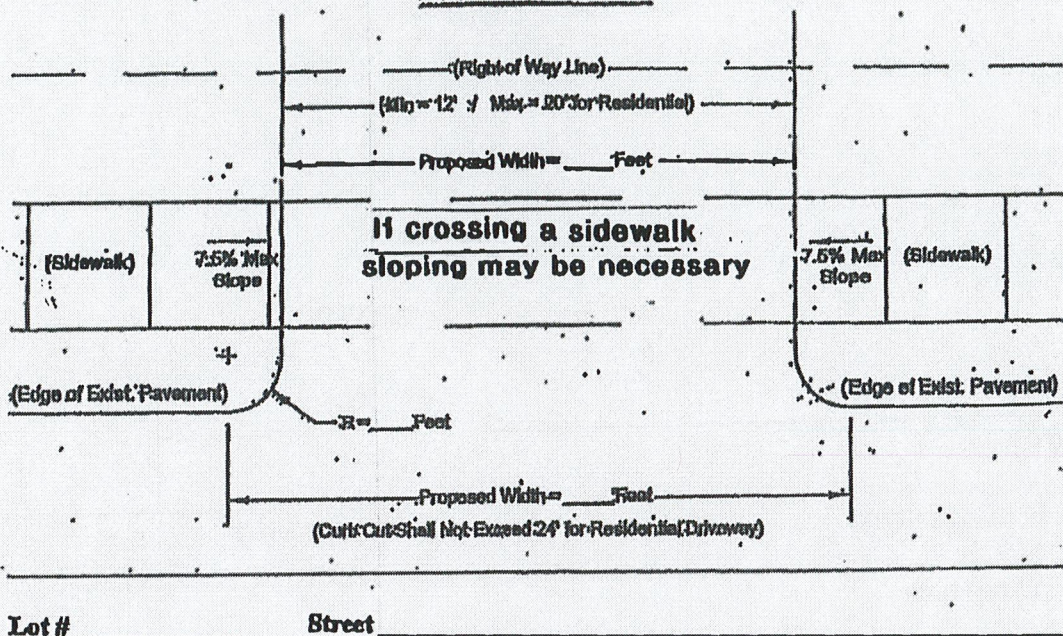 (Right of Way Line)
(Min = 12' / Max = 20' for Residential)
Proposed Width = ____ Feet
If crossing a sidewalk
sloping may be necessary
(Sidewalk)
7.5% Max
Slope
7.5% Max
Slope
(Sidewalk)
(Edge of Exist. Pavement)
(Edge of Exist. Pavement)
R = ____ Feet
Proposed Width = ____ Feet
(Curb Cut Shall Not Exceed 24' for Residential Driveway)
Lot # Street